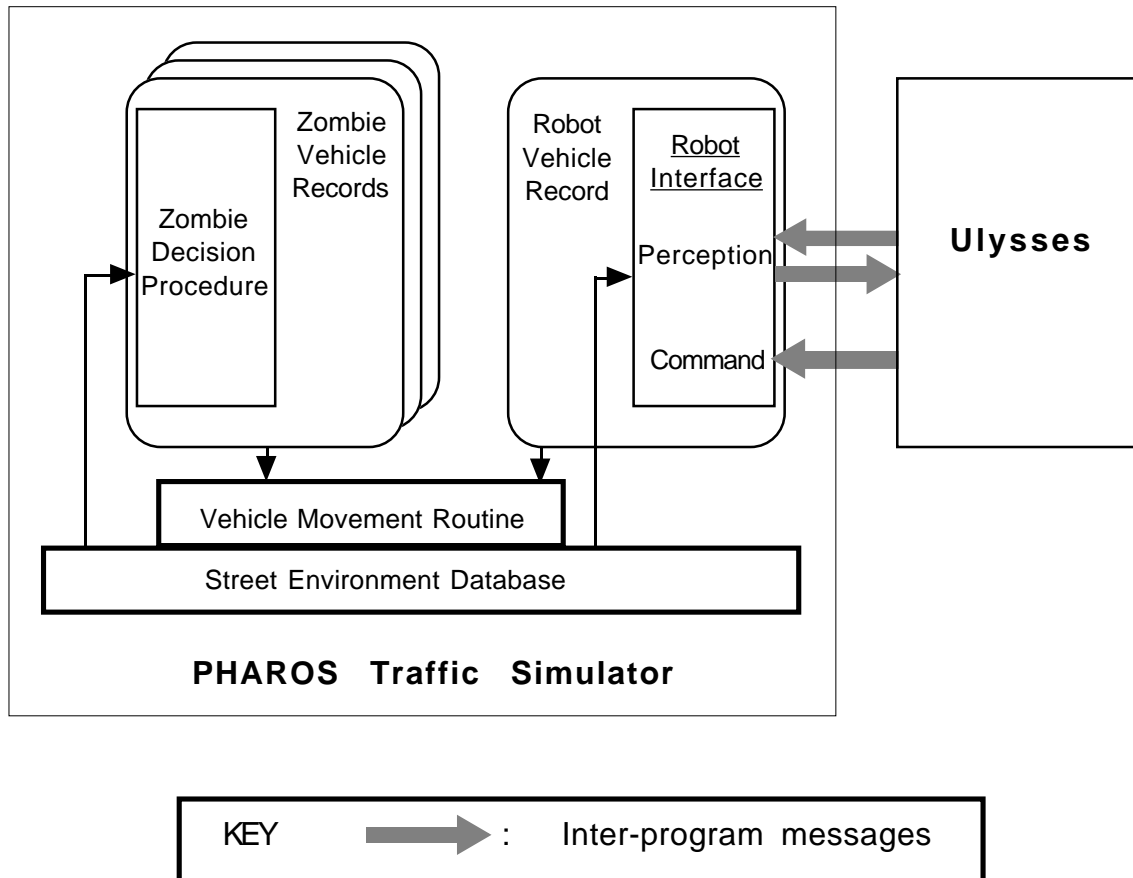 Zombie
Vehicle
Records
Zombie
Decision
Procedure
Robot
Vehicle
Record
Robot
Interface
Perception
Command
Ulysses
Vehicle Movement Routine
Street Environment Database
PHAROS Traffic Simulator
KEY : Inter-program messages